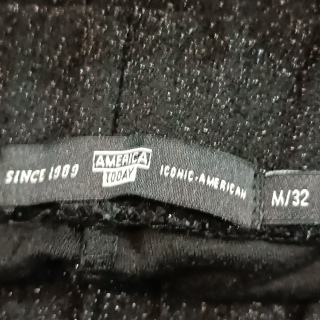 SINCE 1989
AMERICA
TODAY
ICONIC-AMERICAN
M/32